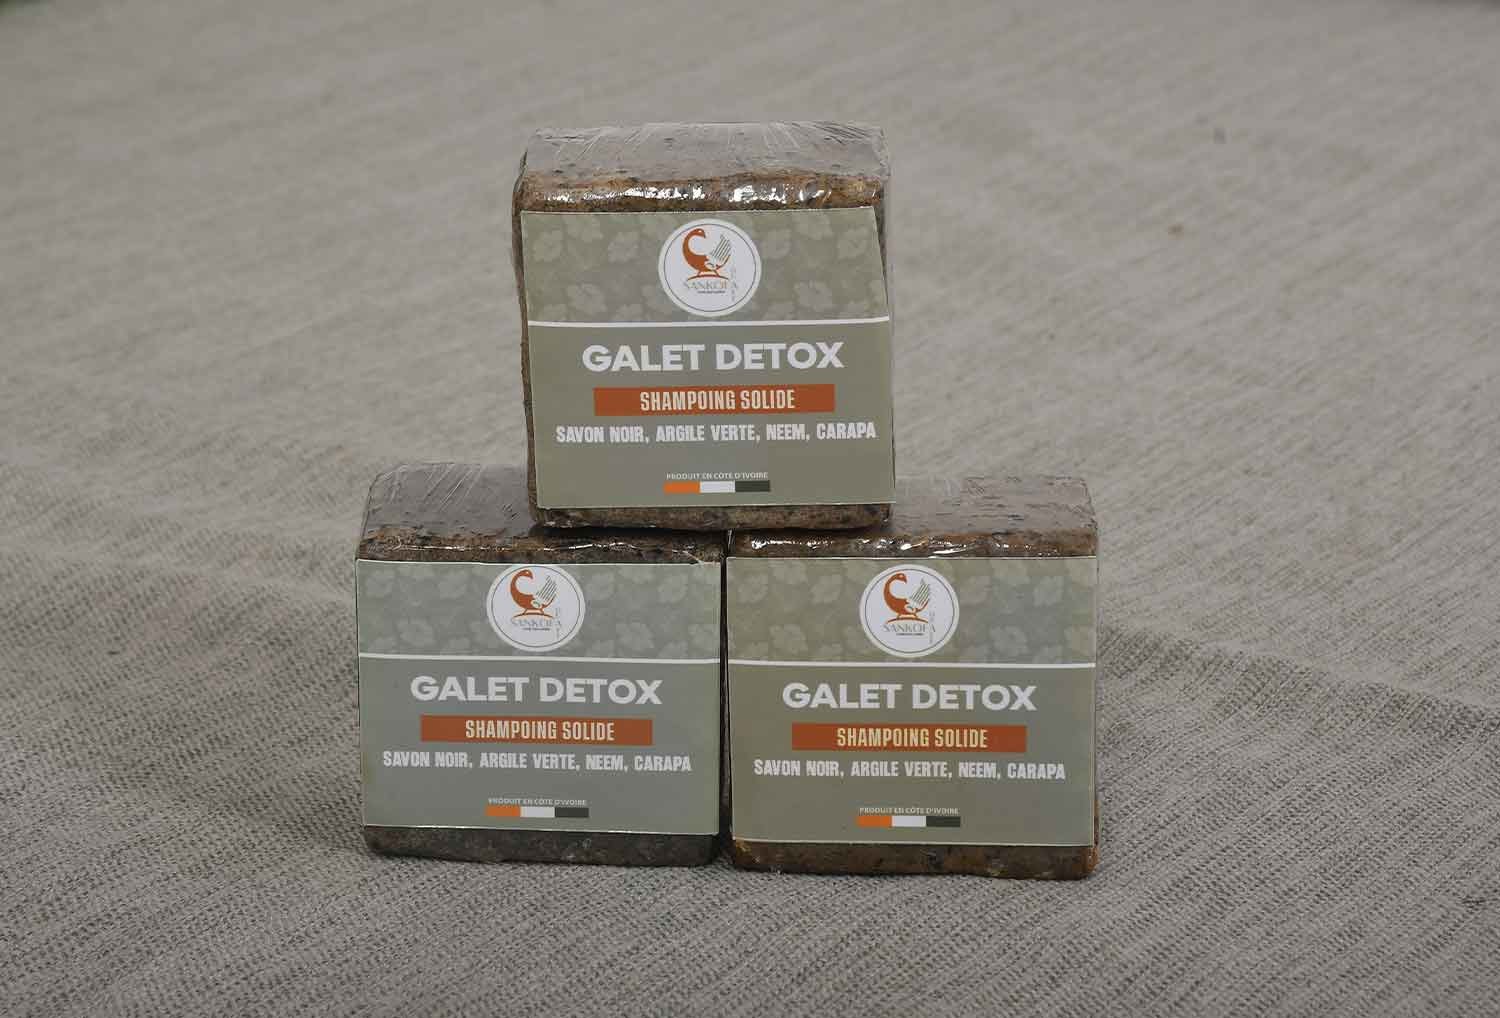 SANKOFA
GALET DETOX
SHAMPOING SOLIDE
SAVON NOIR, ARGILE VERTE, NEEM, CARAPA
PRODUIT EN CÔTE D'IVOIRE
SANKOFA
GALET DETOX
SHAMPOING SOLIDE
SAVON NOIR, ARGILE VERTE, NEEM, CARAPA
PRODUIT EN CÔTE D'IVOIRE
SANKOFA
GALET DETOX
SHAMPOING SOLIDE
SAVON NOIR, ARGILE VERTE, NEEM, CARAPA
PRODUIT EN CÔTE D'IVOIRE